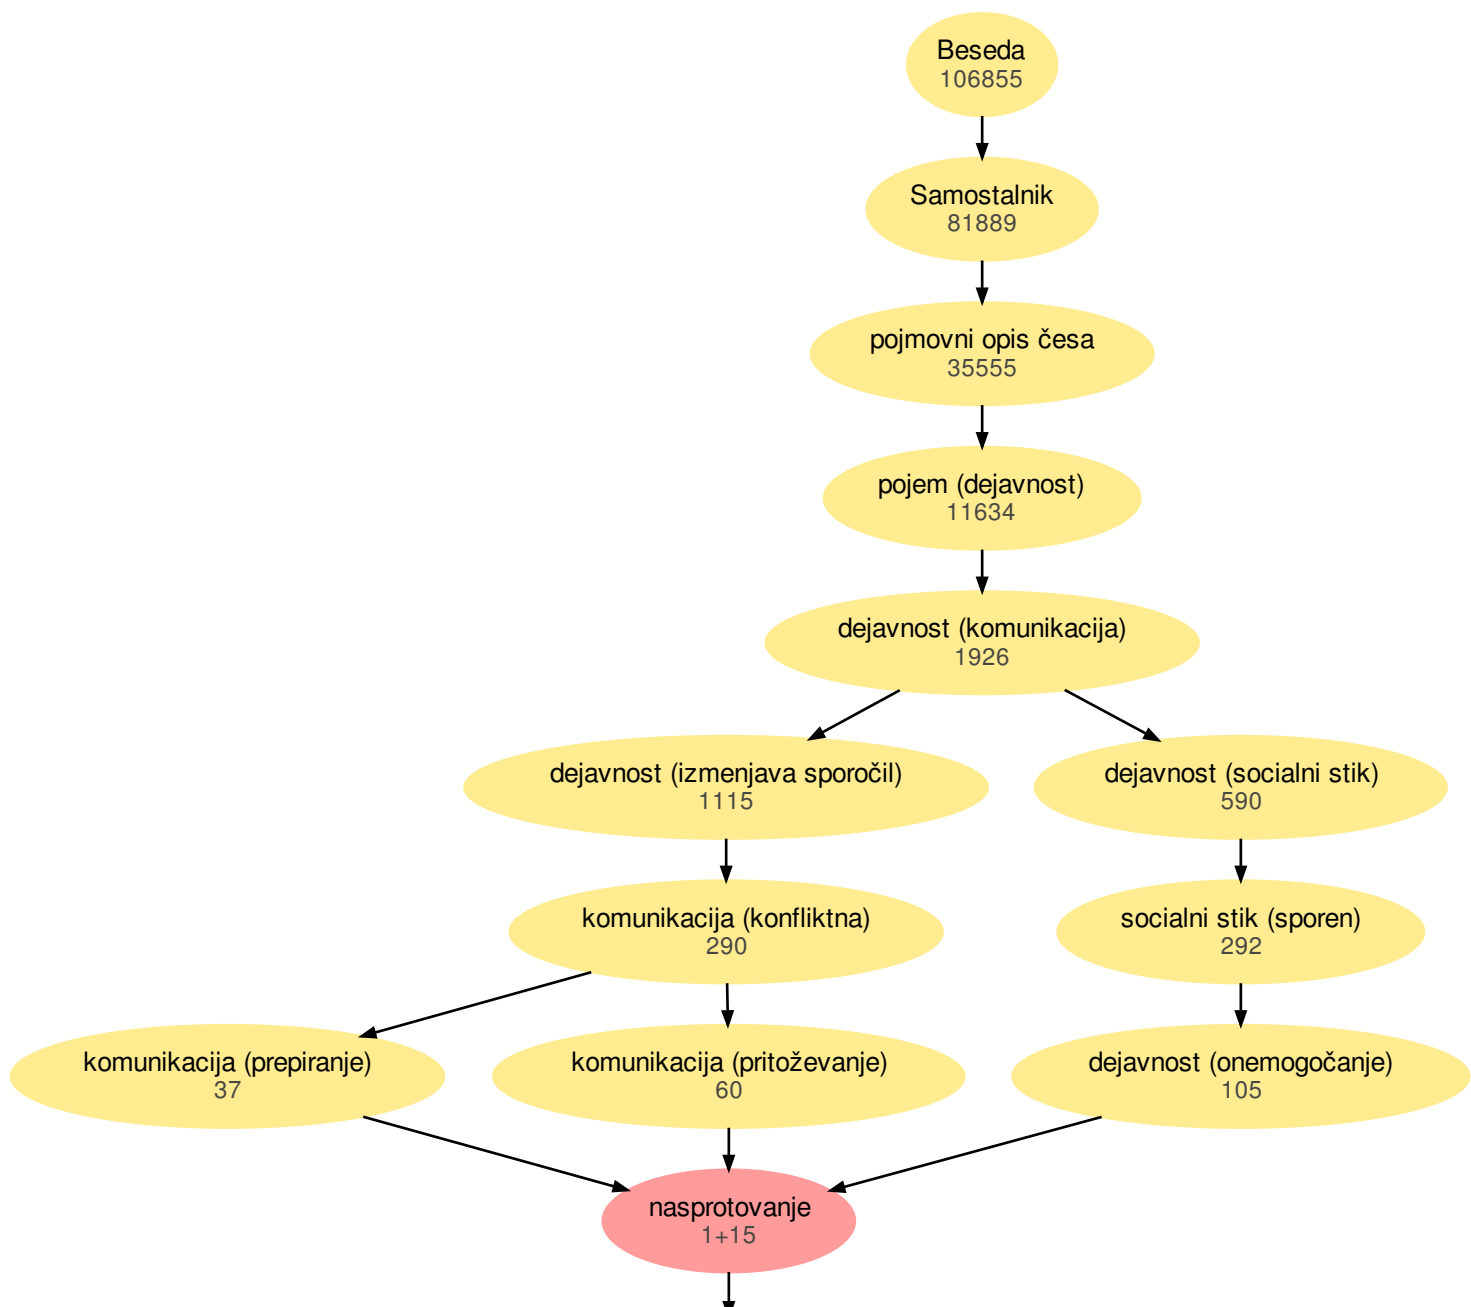 Beseda
106855
Samostalnik
81889
pojmovni opis česa
35555
pojem (dejavnost)
11634
dejavnost (komunikacija)
1926
dejavnost (izmenjava sporočil)
1115
dejavnost (socialni stik)
590
komunikacija (konfliktna)
290
socialni stik (sporen)
292
komunikacija (prepiranje)
37
komunikacija (pritoževanje)
60
dejavnost (onemogočanje)
105
nasprotovanje
1+15